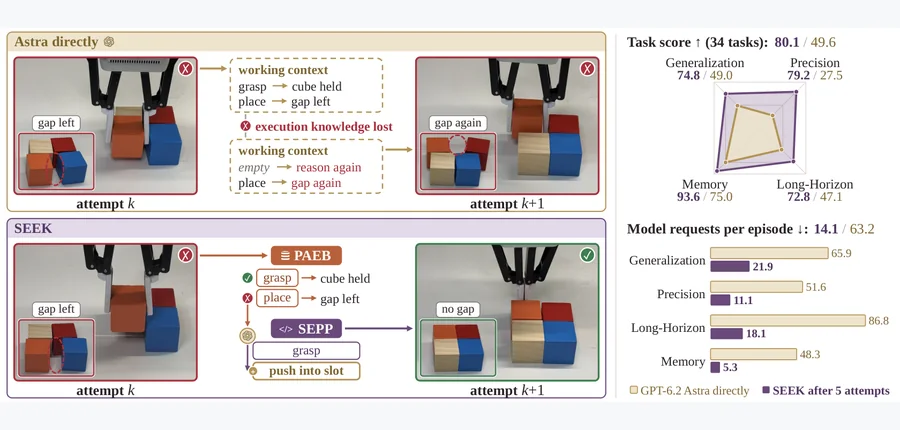 Astra directly
gap left
attempt k
working context
grasp → cube held
place → gap left
execution knowledge lost
working context
empty → reason again
place → gap again
gap again
attempt k+1
SEEK
gap left
attempt k
PAEB
grasp → cube held
place → gap left
</> SEPP
grasp
push into slot
no gap
attempt k+1
Task score ↑ (34 tasks): 80.1 / 49.6
Generalization
74.8 / 49.0
Precision
79.2 / 27.5
Memory
93.6 / 75.0
Long-Horizon
72.8 / 47.1
Model requests per episode ↓: 14.1 / 63.2
Generalization
65.9
21.9
Precision
51.6
11.1
Long-Horizon
86.8
18.1
Memory
48.3
5.3
GPT-6.2 Astra directly
SEEK after 5 attempts